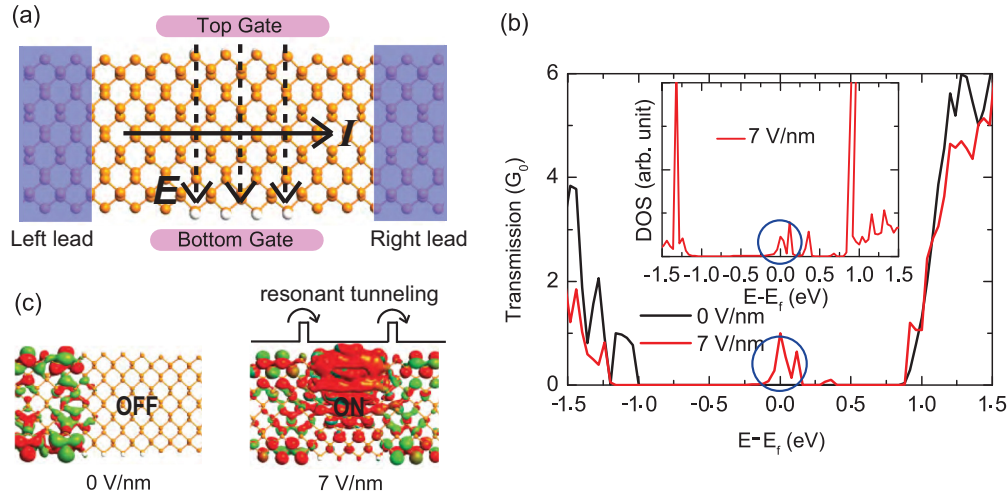 (a)
Top Gate
I
E
Left lead
Bottom Gate
Right lead
(c)
resonant tunneling
OFF
ON
0 V/nm
7 V/nm
(b)
Transmission (G0)
6
4
2
0
-1.5 -1.0 -0.5 0.0 0.5 1.0 1.5
E-Ef (eV)
0 V/nm
7 V/nm
DOS (arb. unit)
7 V/nm
-1.5 -1.0 -0.5 0.0 0.5 1.0 1.5
E-Ef (eV)